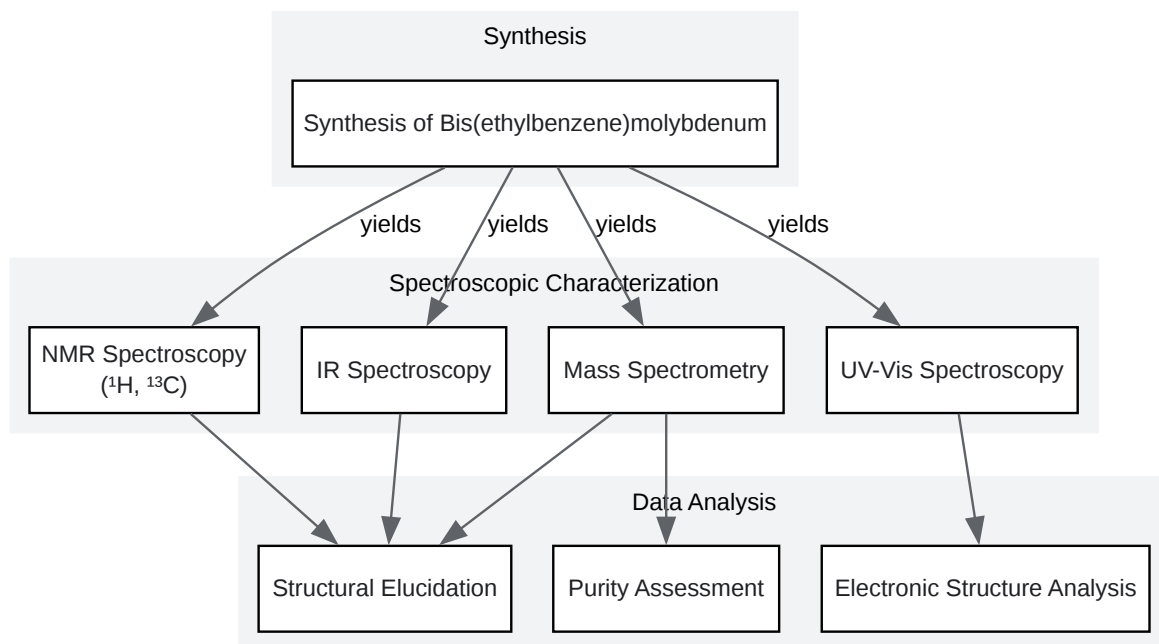 Synthesis
Synthesis of Bis(ethylbenzene)molybdenum
yields
yields
yields
yields
Spectroscopic Characterization
NMR Spectroscopy
(¹H, ¹³C)
IR Spectroscopy
Mass Spectrometry
UV-Vis Spectroscopy
Data Analysis
Structural Elucidation
Purity Assessment
Electronic Structure Analysis